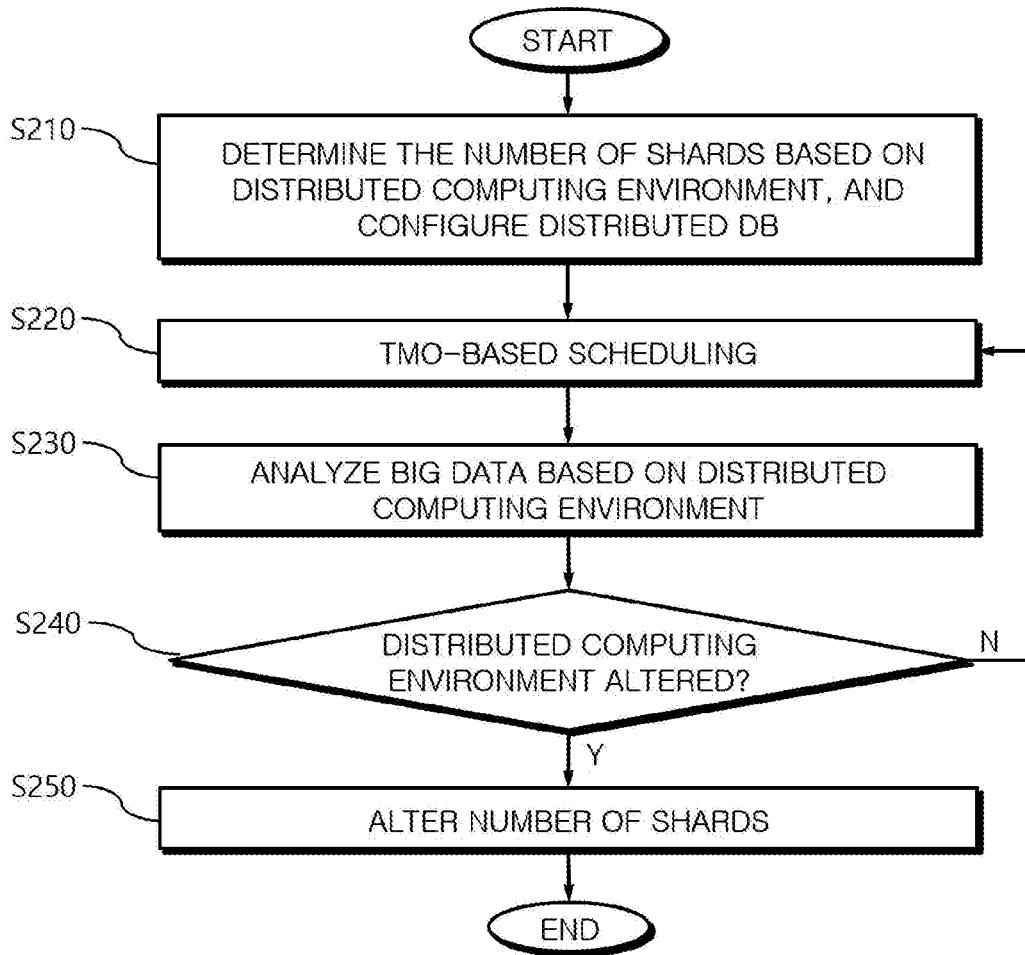 START
S210
DETERMINE THE NUMBER OF SHARDS BASED ON
DISTRIBUTED COMPUTING ENVIRONMENT, AND
CONFIGURE DISTRIBUTED DB
S220
TMO-BASED SCHEDULING
S230
ANALYZE BIG DATA BASED ON DISTRIBUTED
COMPUTING ENVIRONMENT
S240
DISTRIBUTED COMPUTING
ENVIRONMENT ALTERED?
N
Y
S250
ALTER NUMBER OF SHARDS
END